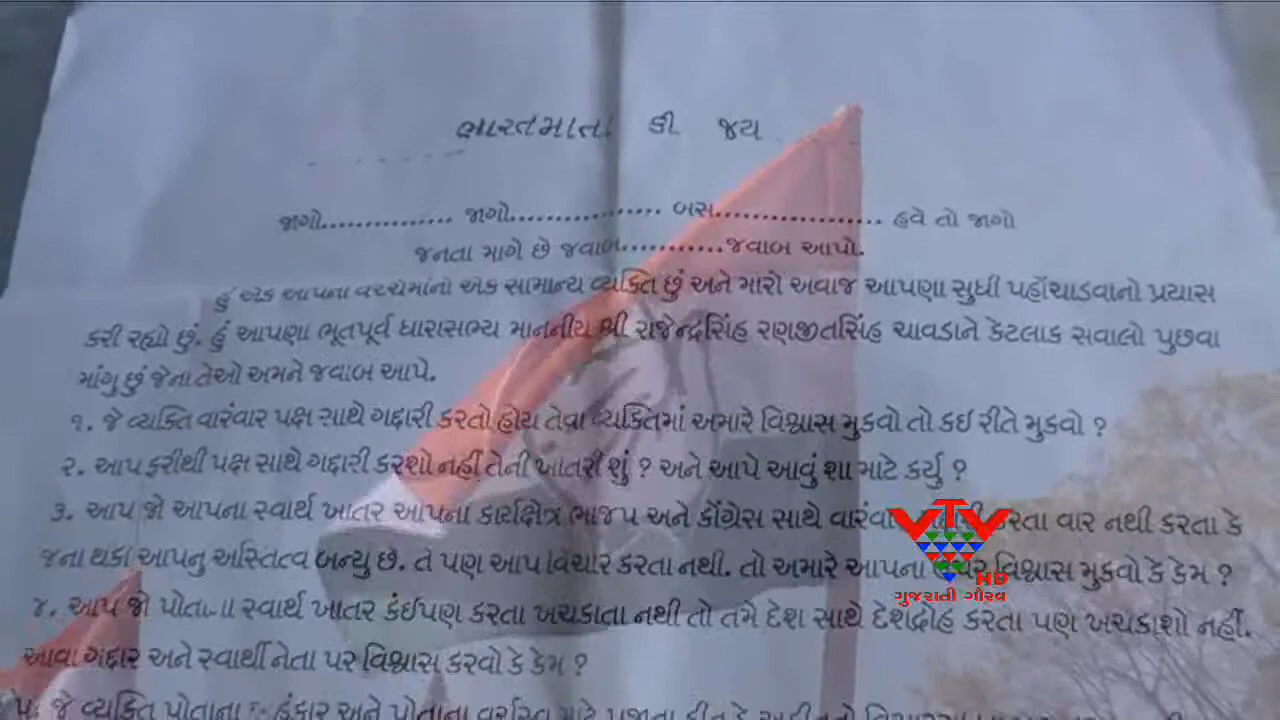 ભારતમાતા કી જય
જાગો.............. જાગો................. બસ.................. હવે તો જાગો
જનતા માગે છે જવાબ............જવાબ આપો.
હું એક આપના વચ્ચેમાંનો એક સામાન્ય વ્યક્તિ છું અને મારો અવાજ આપણા સુધી પહોંચાડવાનો પ્રયાસ
કરી રહ્યો છું. હું આપણા ભૂતપૂર્વ ધારાસભ્ય માનનીય શ્રી રાજેન્દ્રસિંહ રણજીતસિંહ ચાવડાને કેટલાક સવાલો પુછવા
માંગુ છું જેના તેઓ અમને જવાબ આપે.
૧. જે વ્યક્તિ વારંવાર પક્ષ સાથે ગદ્દારી કરતો હોય તેવા વ્યક્તિમાં અમારે વિશ્વાસ મુકવો તો કઇ રીતે મુકવો ?
૨. આપ ફરીથી પક્ષ સાથે ગદ્દારી કરશો નહીં તેની ખાતરી શું ? અને આપે આવું શા માટે કર્યુ ?
૩. આપ જો આપના સ્વાર્થ ખાતર આપના કાર્યક્ષેત્ર ભાજપ અને કોંગ્રેસ સાથે કરતા વાર નથી કરતા કે
જેના થકી આપનુ અસ્તિત્વ બન્યુ છે. તે પણ આપ વિચાર કરતા નથી. તો અમારે આપના વિશ્વાસ મુકવો કે કેમ ?
૪. આપ જો સ્વાર્થ ખાતર કંઈપણ કરતા ખચકાતા નથી તો તમે દેશ સાથે દેશદ્રોહ કરતા પણ ખચકાશો નહીં.
આવા ગદ્દાર અને સ્વાર્થી નેતા પર વિશ્વાસ કરવો કે કેમ ?
૫. જે વ્યક્તિ પોતાના અને પોતાના માટે
VTV
HD
ગુજરાતી ગૌરવ